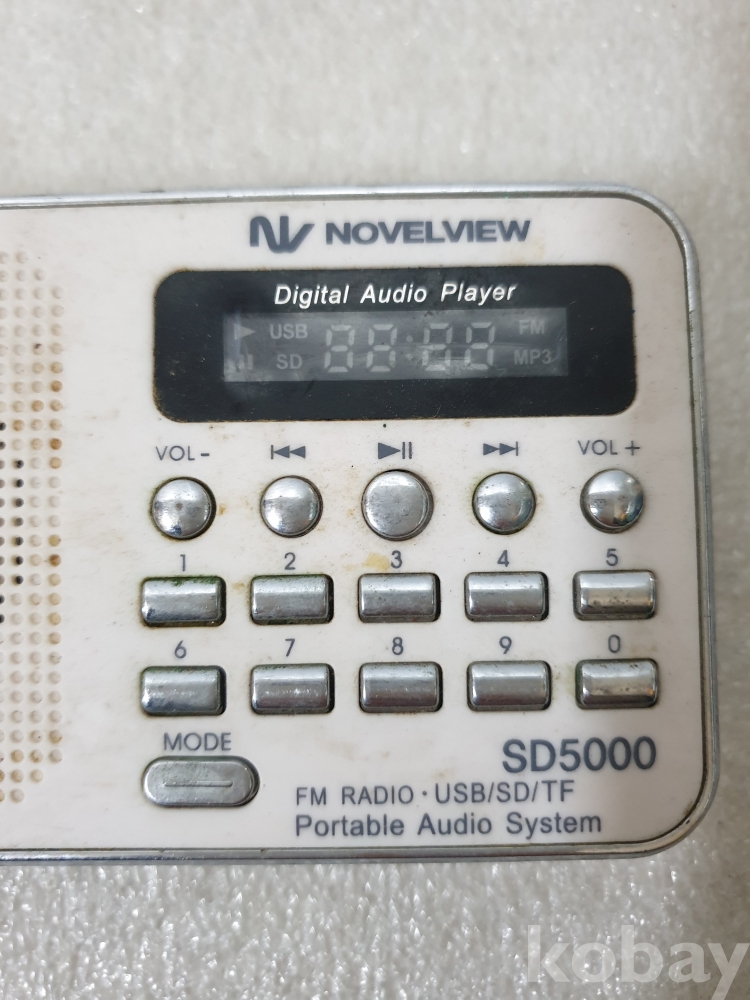 NOVELVIEW
Digital Audio Player
USB 88:88 FM
SD MP3
VOL - VOL +
1 2 3 4 5
6 7 8 9 0
MODE
SD5000
FM RADIO · USB/SD/TF
Portable Audio System
kobay